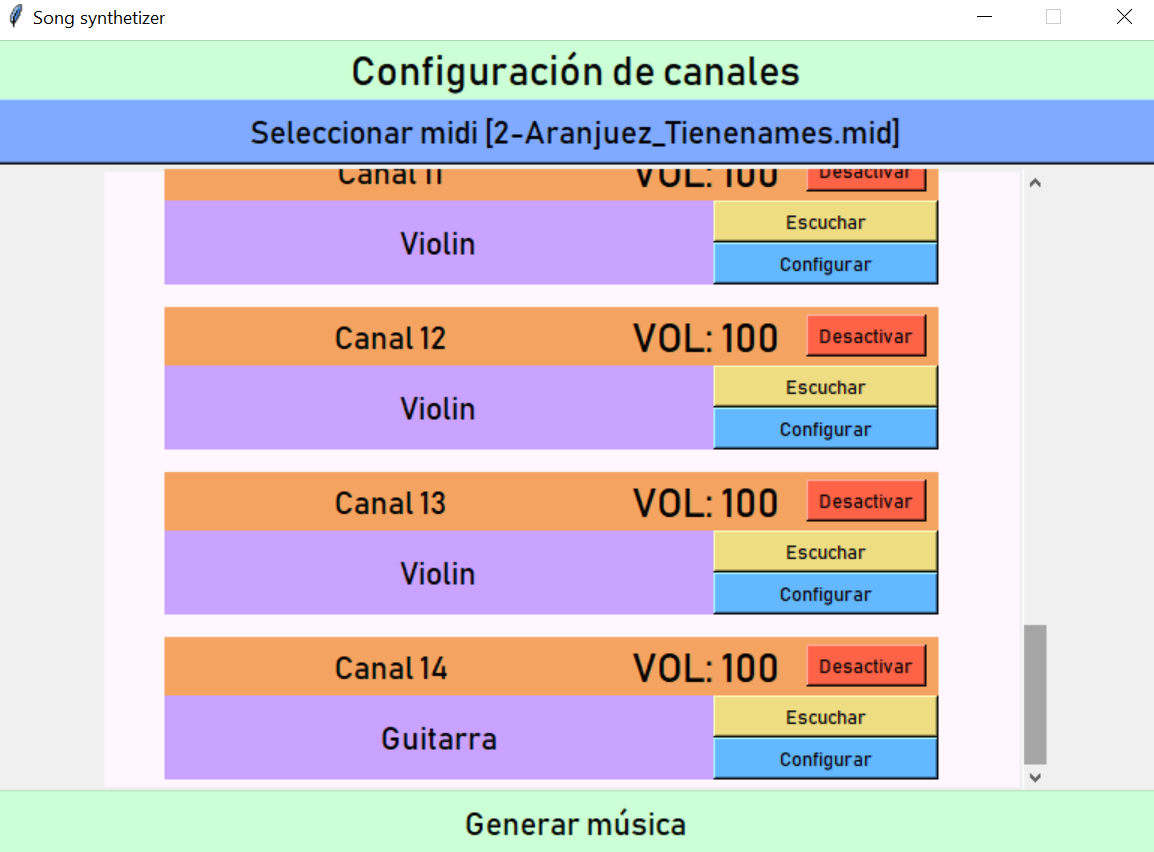 Song synthetizer
Configuración de canales
Seleccionar midi [2-Aranjuez_Tienenames.mid]
Canal 11 VOL: 100 Desactivar
Escuchar
Violin
Configurar
Canal 12 VOL: 100 Desactivar
Escuchar
Violin
Configurar
Canal 13 VOL: 100 Desactivar
Escuchar
Violin
Configurar
Canal 14 VOL: 100 Desactivar
Escuchar
Guitarra
Configurar
Generar música